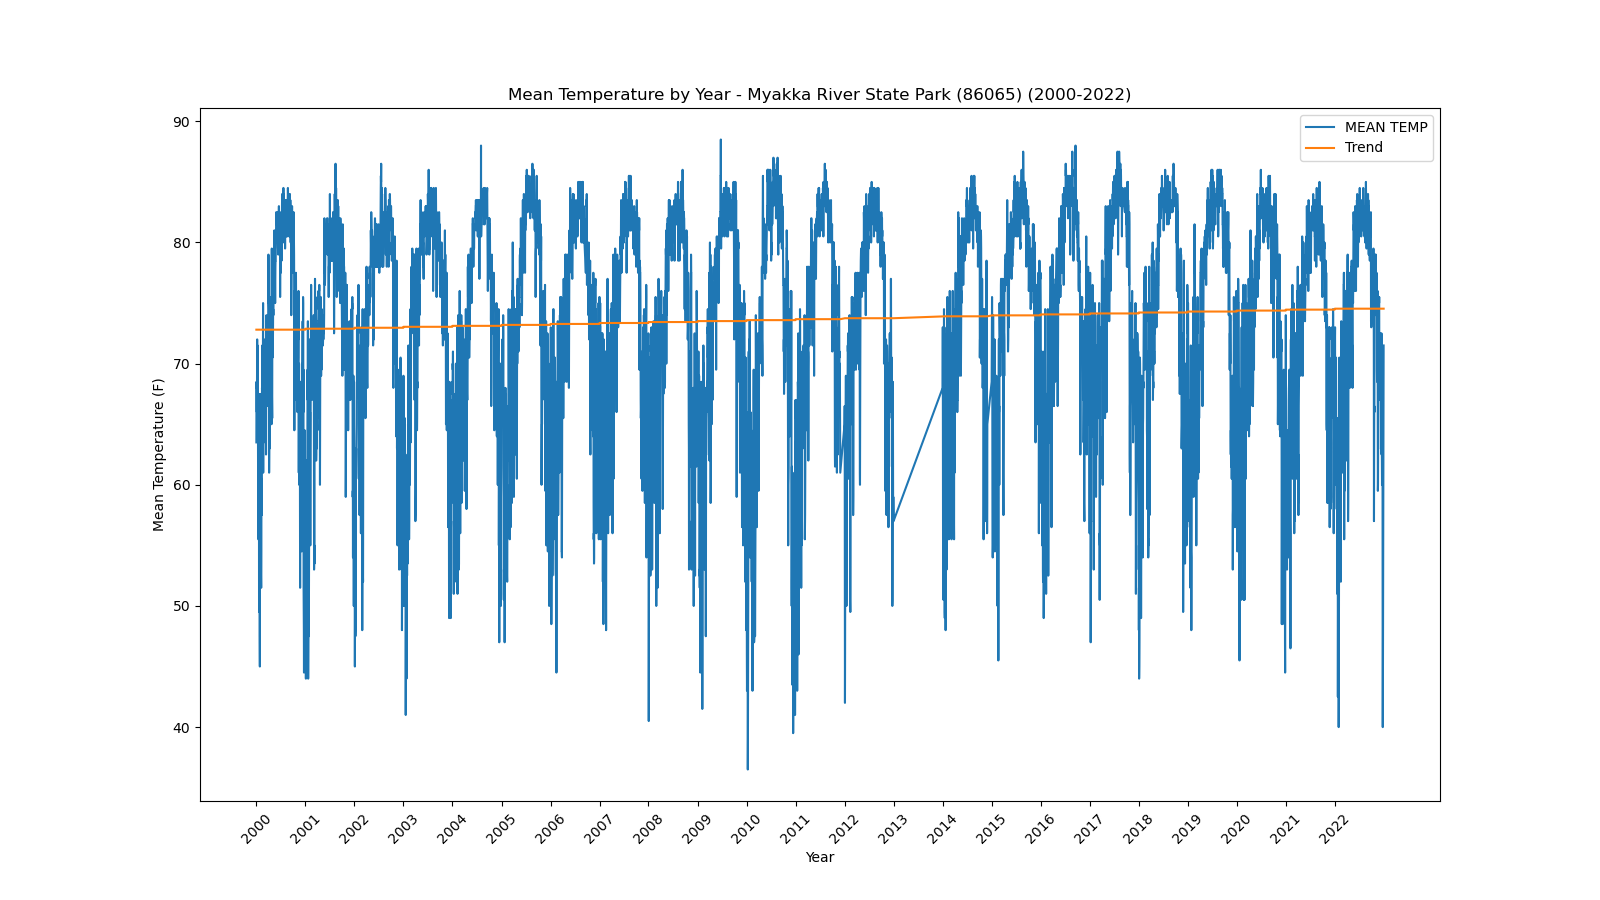 Mean Temperature by Year - Myakka River State Park (86065) (2000-2022)
MEAN TEMP
Trend
90
80
70
60
50
40
Mean Temperature (F)
2000 2001 2002 2003 2004 2005 2006 2007 2008 2009 2010 2011 2012 2013 2014 2015 2016 2017 2018 2019 2020 2021 2022
Year